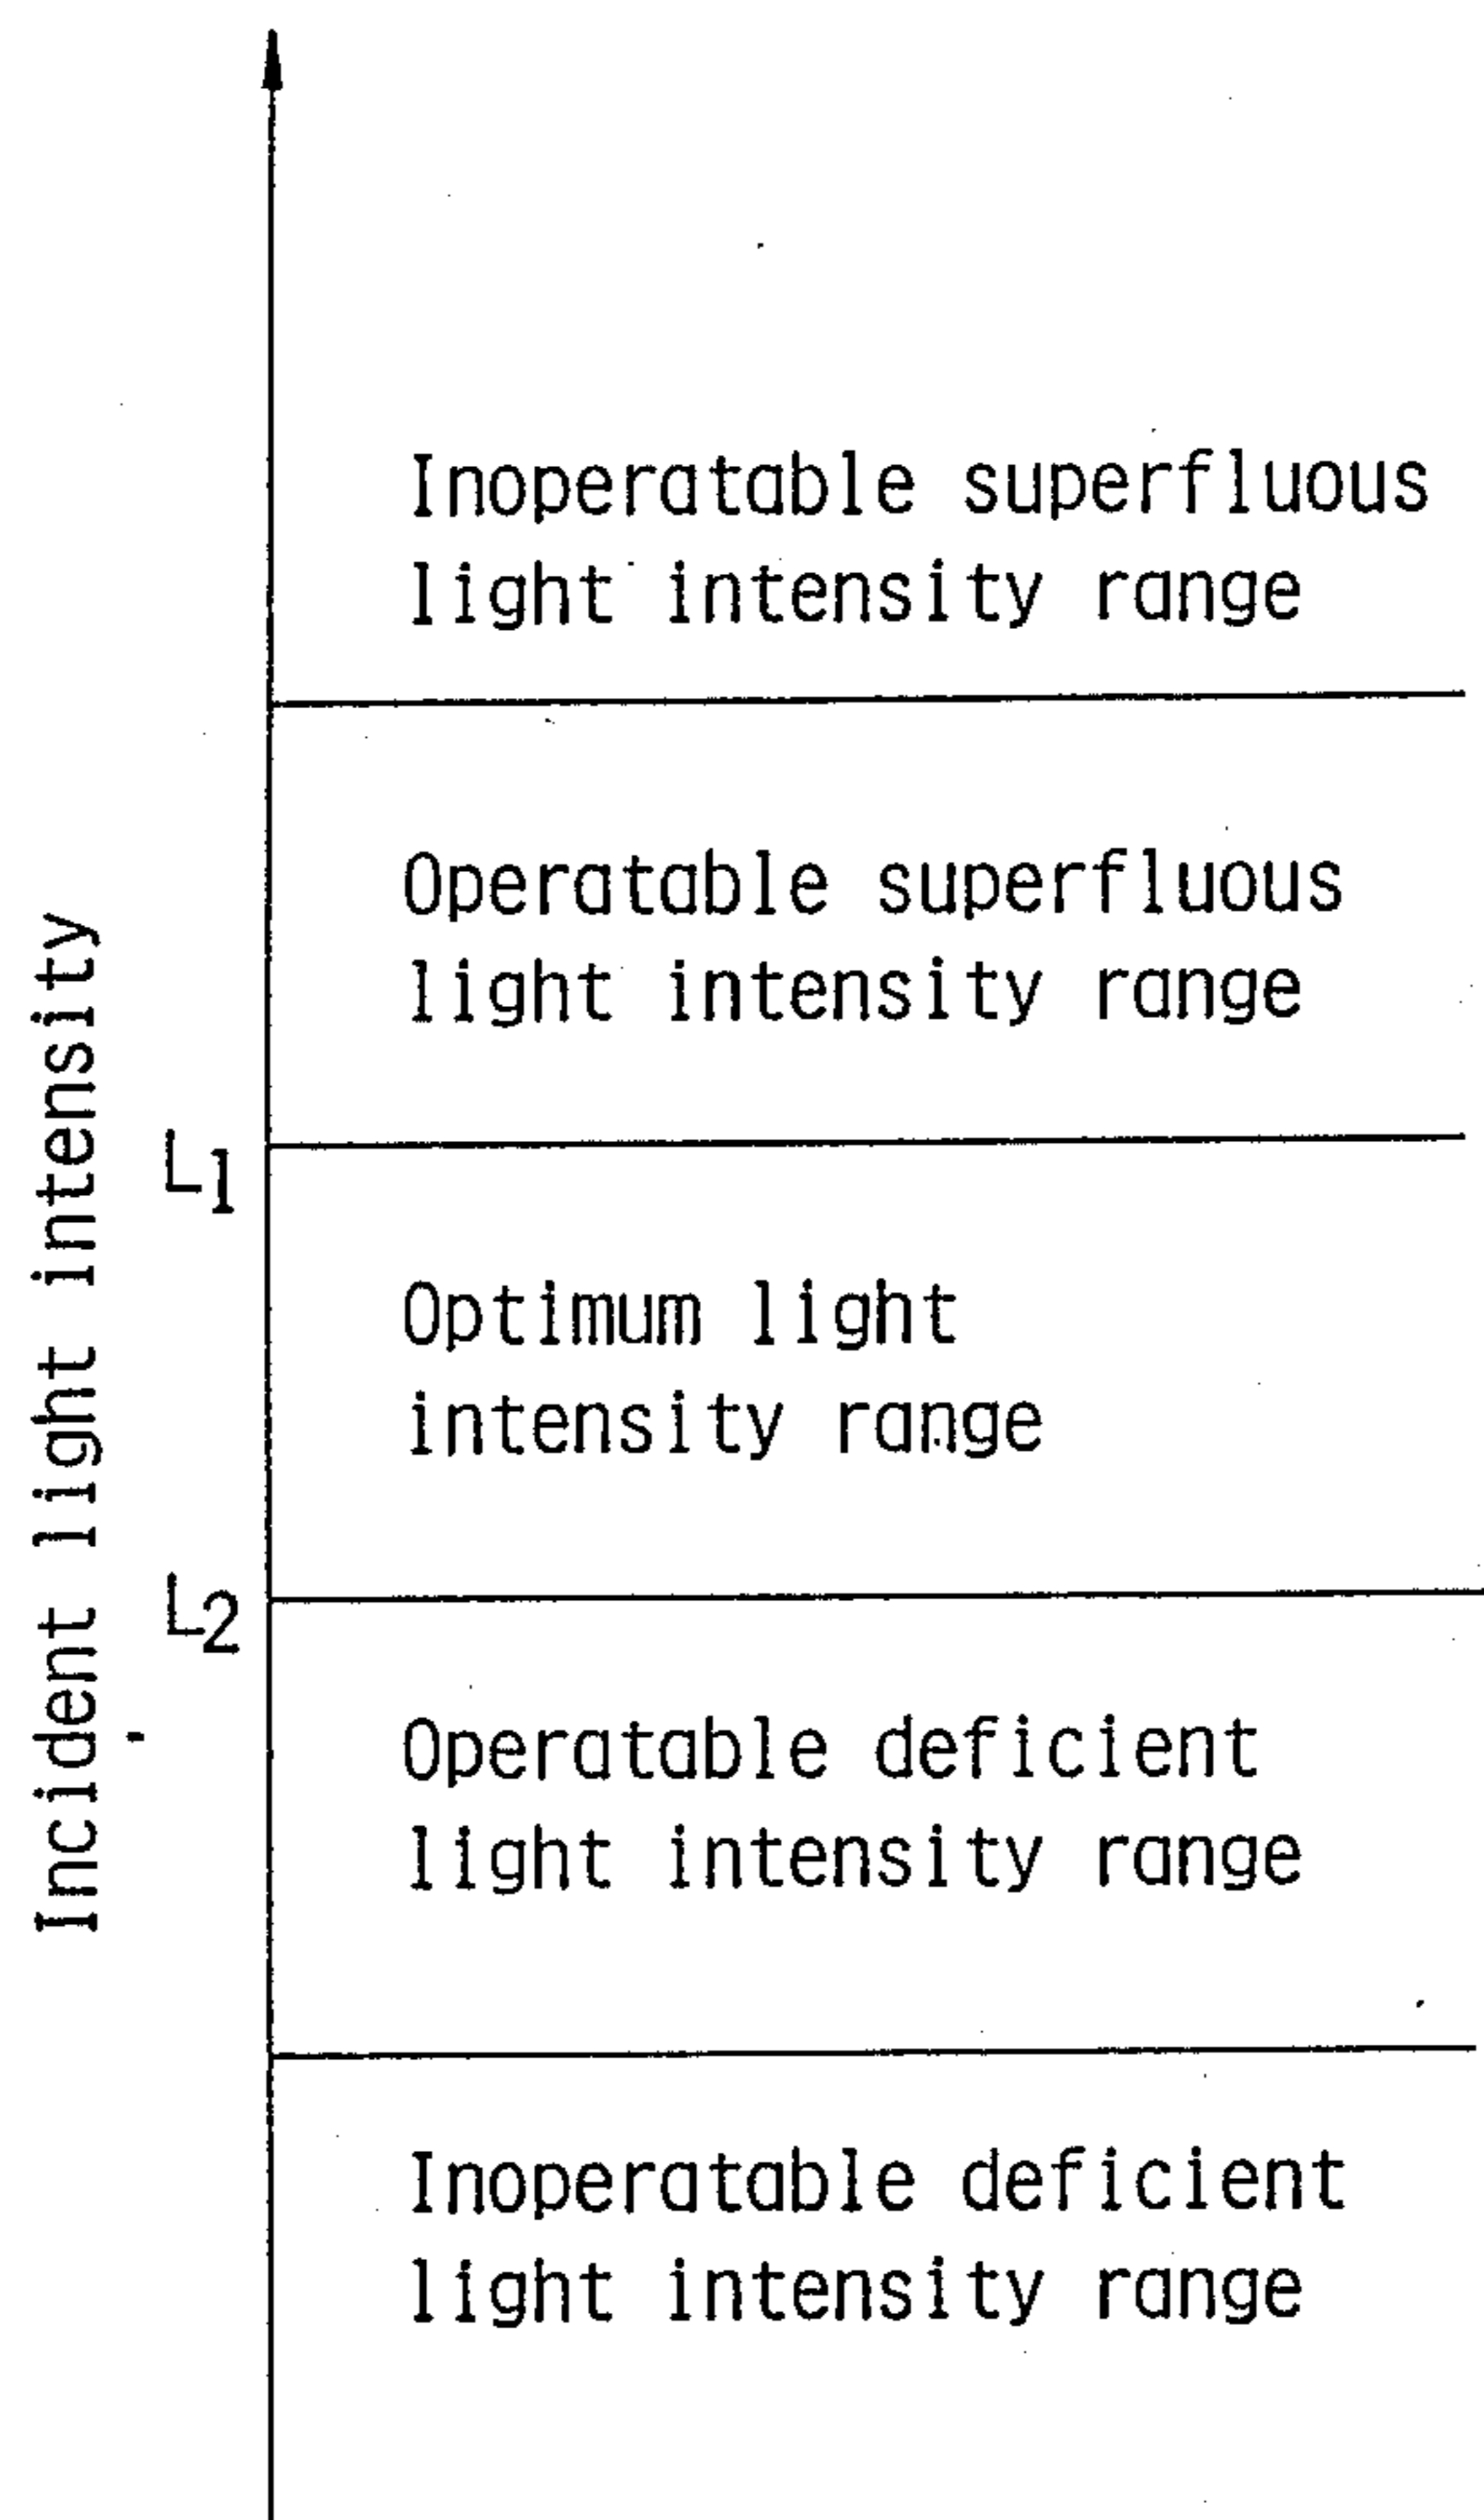 Incident light intensity
Inoperatable superfluous
light intensity range
Operatable superfluous
light intensity range
L1
Optimum light
intensity range
L2
Operatable deficient
light intensity range
Inoperatable deficient
light intensity range